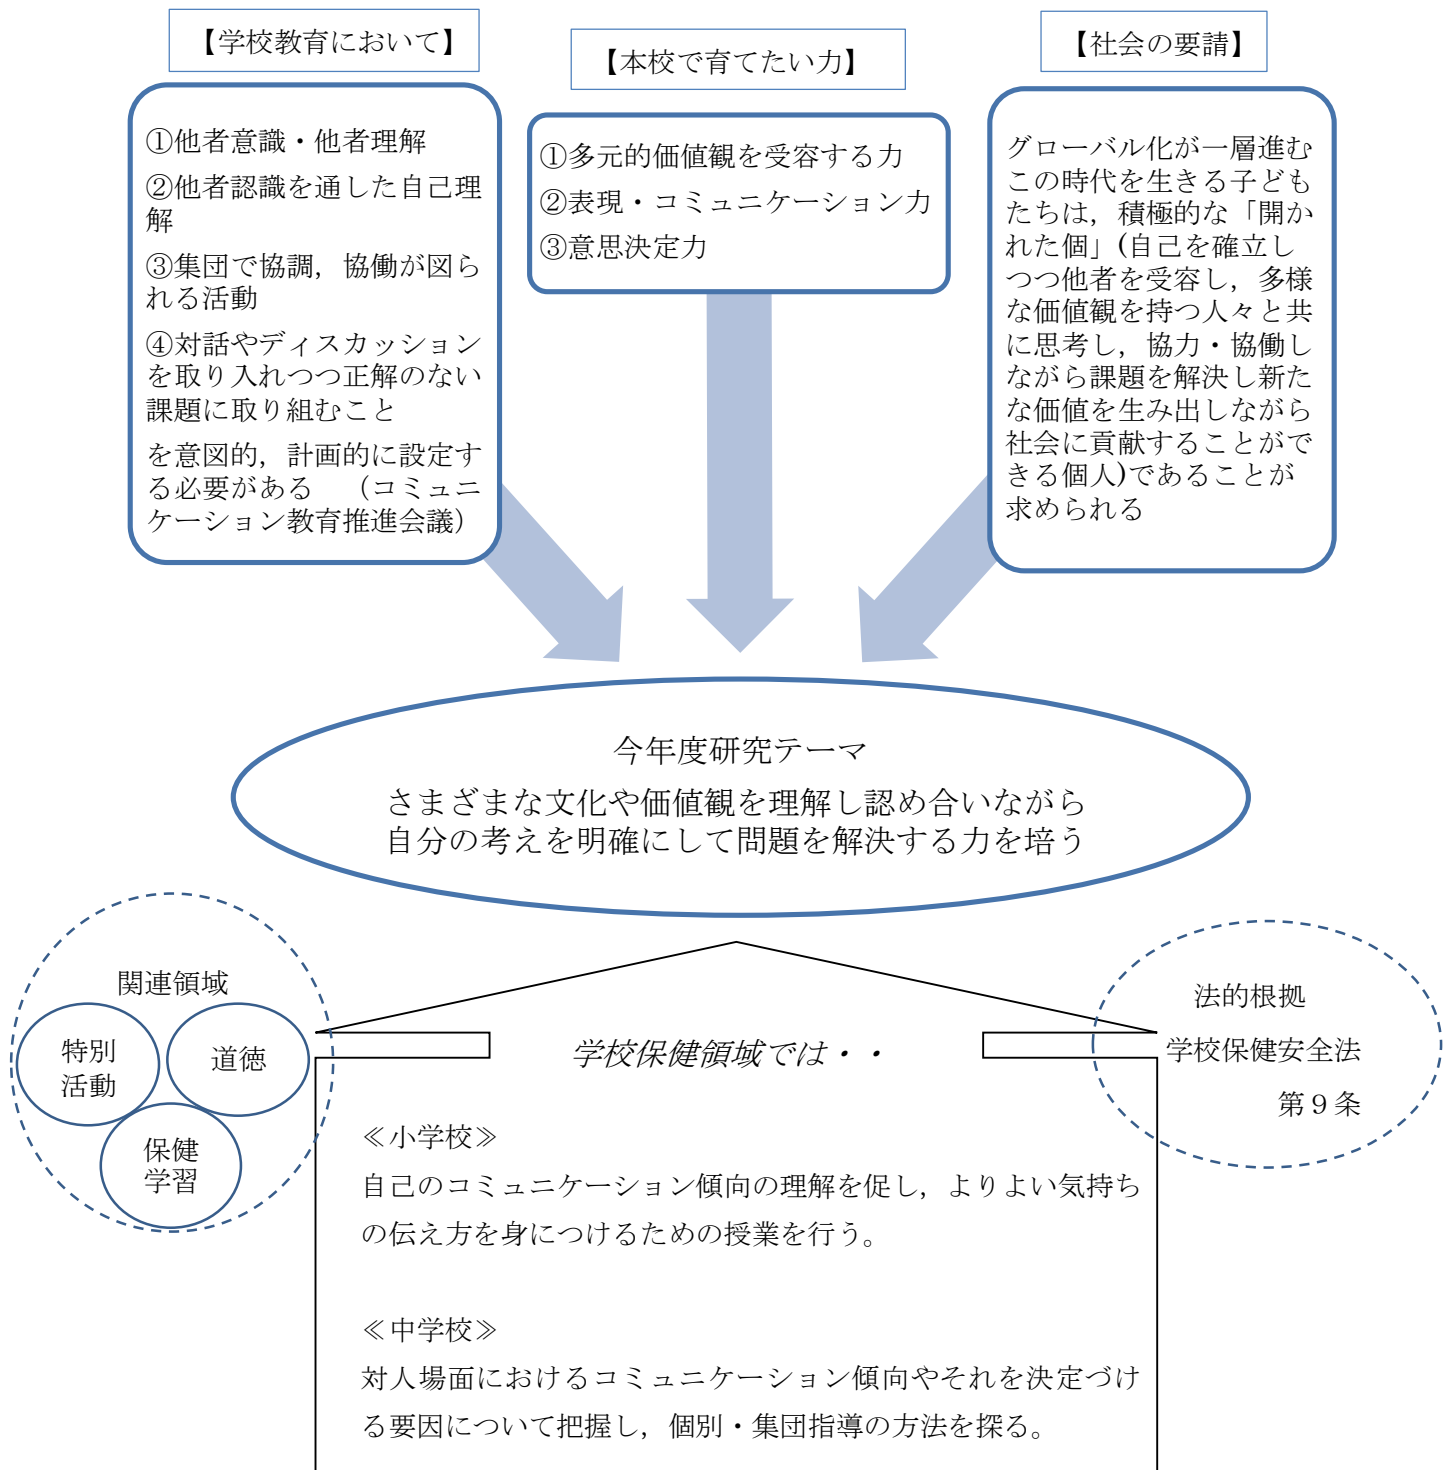 【学校教育において】
①他者意識・他者理解
②他者認識を通した自己理
解
③集団で協調，協働が図ら
れる活動
④対話やディスカッション
を取り入れつつ正解のない
課題に取り組むこと
を意図的，計画的に設定す
る必要がある　（コミュニ
ケーション教育推進会議）
【本校で育てたい力】
①多元的価値観を受容する力
②表現・コミュニケーション力
③意思決定力
【社会の要請】
グローバル化が一層進む
この時代を生きる子ども
たちは，積極的な「開か
れた個」(自己を確立し
つつ他者を受容し，多様
な価値観を持つ人々と共
に思考し，協力・協働し
ながら課題を解決し新た
な価値を生み出しながら
社会に貢献することがで
きる個人)であることが
求められる
今年度研究テーマ
さまざまな文化や価値観を理解し認め合いながら
自分の考えを明確にして問題を解決する力を培う
関連領域
特別
活動
道徳
保健
学習
法的根拠
学校保健安全法
第９条
学校保健領域では・・
≪小学校≫
自己のコミュニケーション傾向の理解を促し，よりよい気持ち
の伝え方を身につけるための授業を行う。
≪中学校≫
対人場面におけるコミュニケーション傾向やそれを決定づけ
る要因について把握し，個別・集団指導の方法を探る。